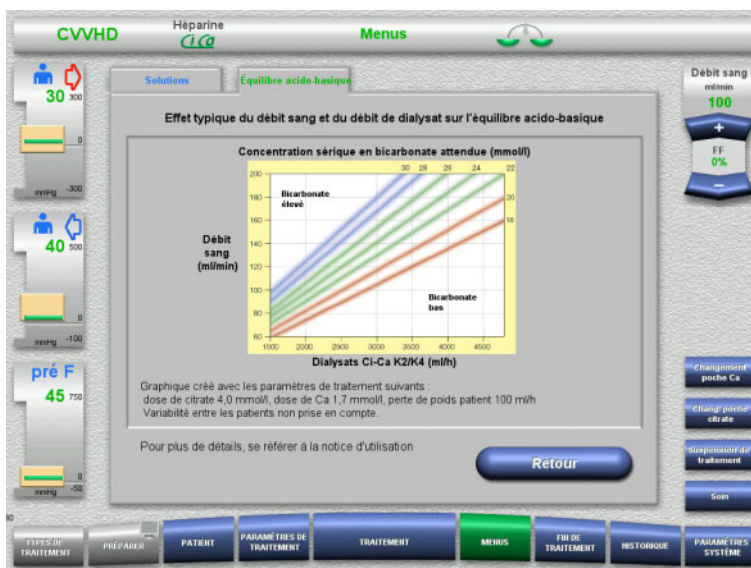 CVVHD
Héparine
Ci Ca
Menus
30
300
0
mmHg
-300
40
500
0
mmHg
-100
pré F
45
750
0
mmHg
-50
Solutions
Équilibre acido-basique
Effet typique du débit sang et du débit de dialysat sur l'équilibre acido-basique
Concentration sérique en bicarbonate attendue (mmol/l)
30 28 26 24 22
20
18
Bicarbonate
élevé
Bicarbonate
bas
Débit
sang
(ml/min)
200
180
160
140
120
100
80
60
1500 2000 2500 3000 3500 4000 4500
Dialysats Ci-Ca K2/K4 (ml/h)
Graphique créé avec les paramètres de traitement suivants :
dose de citrate 4,0 mmol/l, dose de Ca 1,7 mmol/l, perte de poids patient 100 ml/h
Variabilité entre les patients non prise en compte.
Pour plus de détails, se référer à la notice d'utilisation
Retour
Débit sang
ml/min
100
+
FF
0%
−
Changement
poche Ca
Chang. poche
citrate
Suspension de
traitement
Soin
TYPES DE
TRAITEMENT
PRÉPARER
PATIENT
PARAMÈTRES DE
TRAITEMENT
TRAITEMENT
MENUS
FIN DE
TRAITEMENT
HISTORIQUE
PARAMÈTRES
SYSTÈME